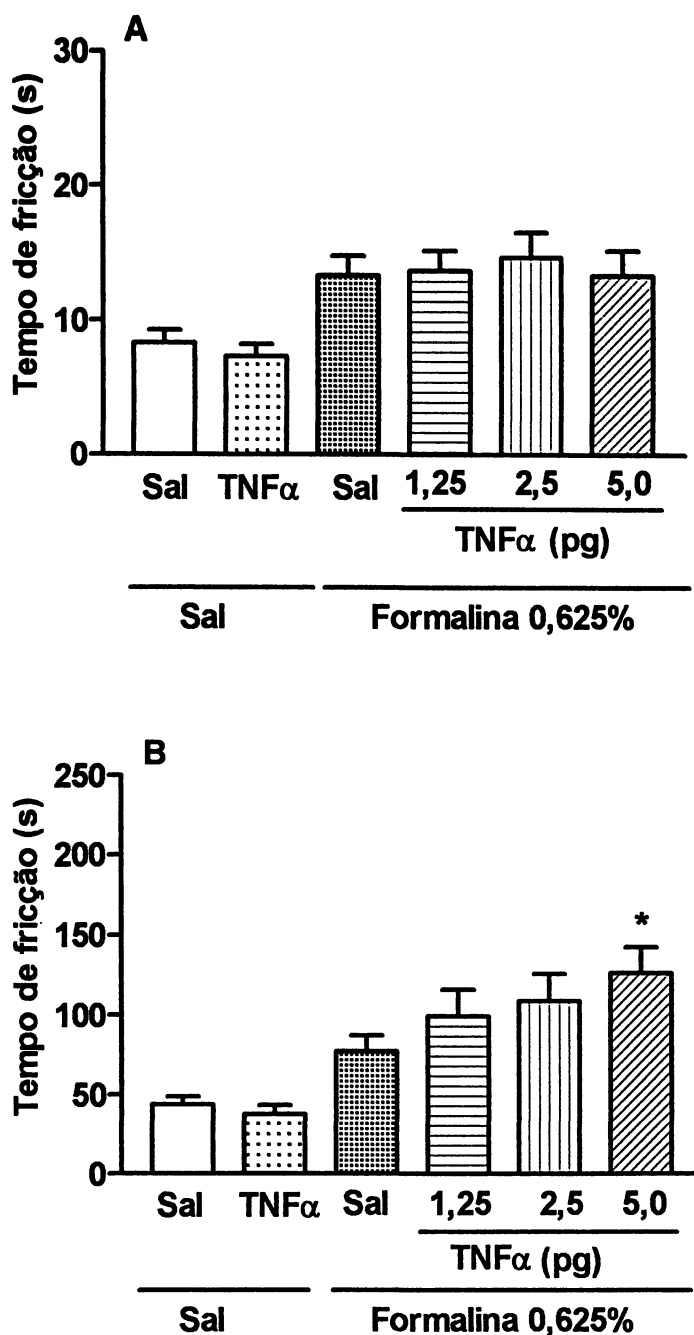 A
Tempo de fricção (s)
30
20
10
0
Sal TNFα Sal 1,25 2,5 5,0
TNFα (pg)
Sal Formalina 0,625%
B
Tempo de fricção (s)
250
200
150
100
50
0
*
Sal TNFα Sal 1,25 2,5 5,0
TNFα (pg)
Sal Formalina 0,625%